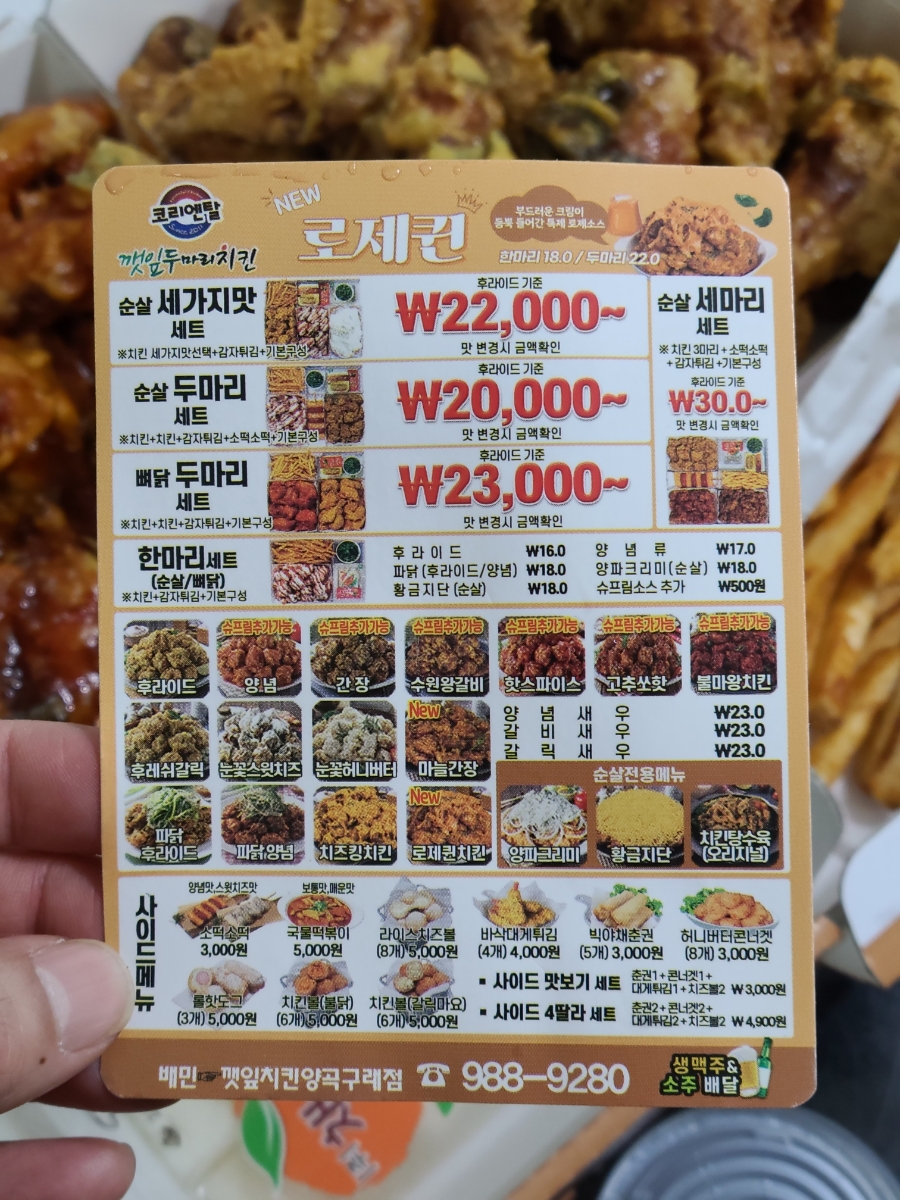 코리엔탈
Since 2011
깻잎두마리치킨
NEW
로제퀸
부드러운 크림이
듬뿍 들어간 특제 로제소스
한마리 18.0 / 두마리 22.0
순살 세가지맛
세트
※치킨 세가지맛선택+감자튀김+기본구성
후라이드 기준
₩22,000~
맛 변경시 금액확인
순살 두마리
세트
※치킨+치킨+감자튀김+소떡소떡+기본구성
후라이드 기준
₩20,000~
맛 변경시 금액확인
뼈닭 두마리
세트
※치킨+치킨+감자튀김+기본구성
후라이드 기준
₩23,000~
맛 변경시 금액확인
순살 세마리
세트
※ 치킨 3마리 + 소떡소떡
+ 감자튀김 +기본구성
후라이드 기준
₩30.0~
맛 변경시 금액확인
한마리세트
(순살/뼈닭)
※치킨+감자튀김+기본구성
후라이드 ₩16.0
파닭 (후라이드/양념) ₩18.0
황금지단 (순살) ₩18.0
양념류 ₩17.0
양파크리미(순살) ₩18.0
슈프림소스 추가 ₩500원
후라이드
슈프림추가가능
양념
슈프림추가가능
간장
슈프림추가가능
수원왕갈비
슈프림추가가능
핫스파이스
슈프림추가가능
고추쏘핫
슈프림추가가능
불마왕치킨
후레쉬갈릭
눈꽃스윗치즈
눈꽃허니버터
New
마늘간장
양념새우 ₩23.0
갈비새우 ₩23.0
갈릭새우 ₩23.0
파닭
후라이드
파닭양념
치즈킹치킨
New
로제퀸치킨
순살전용메뉴
양파크리미
황금지단
치킨탕수육
(오리지널)
사이드메뉴
양념맛,스윗치즈맛
소떡소떡
3,000원
보통맛,매운맛
국물떡볶이
5,000원
라이스치즈볼
(8개) 5,000원
바삭대게튀김
(4개) 4,000원
빅야채춘권
(5개) 3,000원
허니버터콘너겟
(8개) 3,000원
롤핫도그
(3개) 5,000원
치킨볼(불닭)
(6개) 5,000원
치킨볼(갈릭마요)
(6개) 5,000원
▪ 사이드 맛보기 세트 춘권1 + 콘너겟1 +
대게튀김1 + 치즈볼2 ₩3,000원
▪ 사이드 4딸라 세트 춘권2 + 콘너겟2 +
대게튀김2 + 치즈볼2 ₩4,900원
배민☞깻잎치킨양곡구래점 ☎ 988-9280
생맥주&
소주 배달